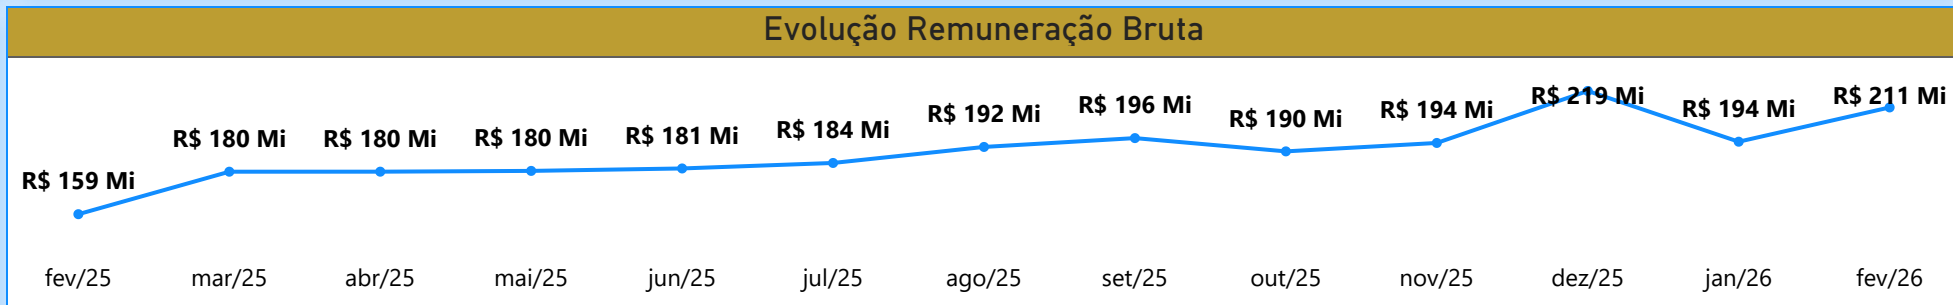 Evolução Remuneração Bruta
R$ 159 Mi R$ 180 Mi R$ 180 Mi R$ 180 Mi R$ 181 Mi R$ 184 Mi R$ 192 Mi R$ 196 Mi R$ 190 Mi R$ 194 Mi R$ 219 Mi R$ 194 Mi R$ 211 Mi
fev/25 mar/25 abr/25 mai/25 jun/25 jul/25 ago/25 set/25 out/25 nov/25 dez/25 jan/26 fev/26